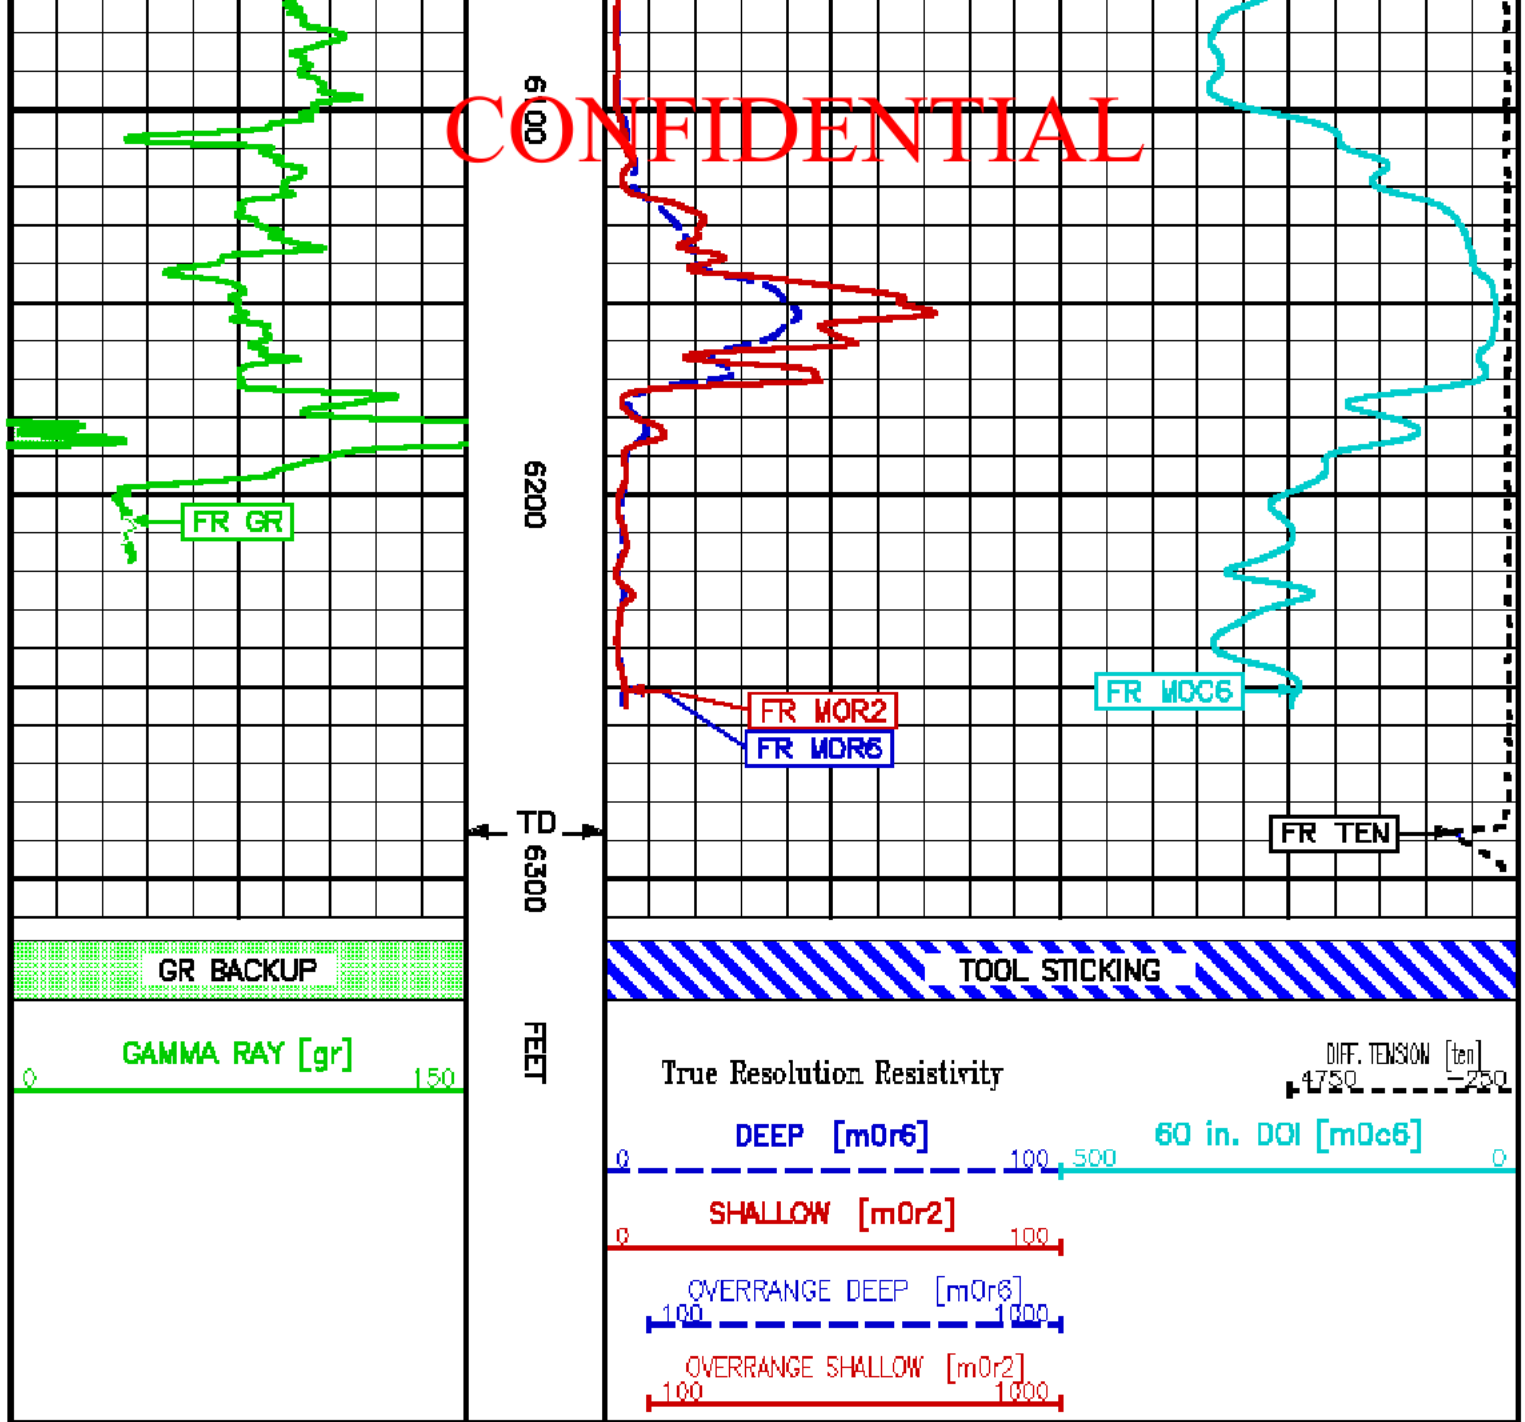 6100
CONFIDENTIAL
6200
FR GR
FR MOR2
FR MOR6
FR MOC6
TD
FR TEN
6300
GR BACKUP
TOOL STICKING
FEET
GAMMA RAY [gr]
0 150
True Resolution Resistivity
DIFF. TENSION [ten]
4750 -250
DEEP [m0r6]
0 100
60 in. DOI [m0c6]
500 0
SHALLOW [m0r2]
0 100
OVERRANGE DEEP [m0r6]
100 1000
OVERRANGE SHALLOW [m0r2]
100 1000